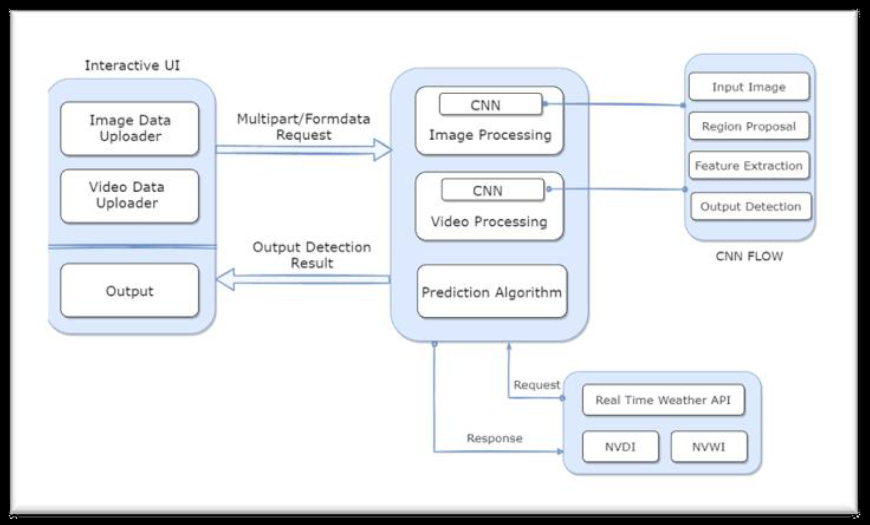 Interactive UI
Image Data
Uploader
Video Data
Uploader
Output
Multipart/Formdata
Request
Output Detection
Result
CNN
Image Processing
CNN
Video Processing
Prediction Algorithm
Input Image
Region Proposal
Feature Extraction
Output Detection
CNN FLOW
Request
Response
Real Time Weather API
NVDI
NVWI